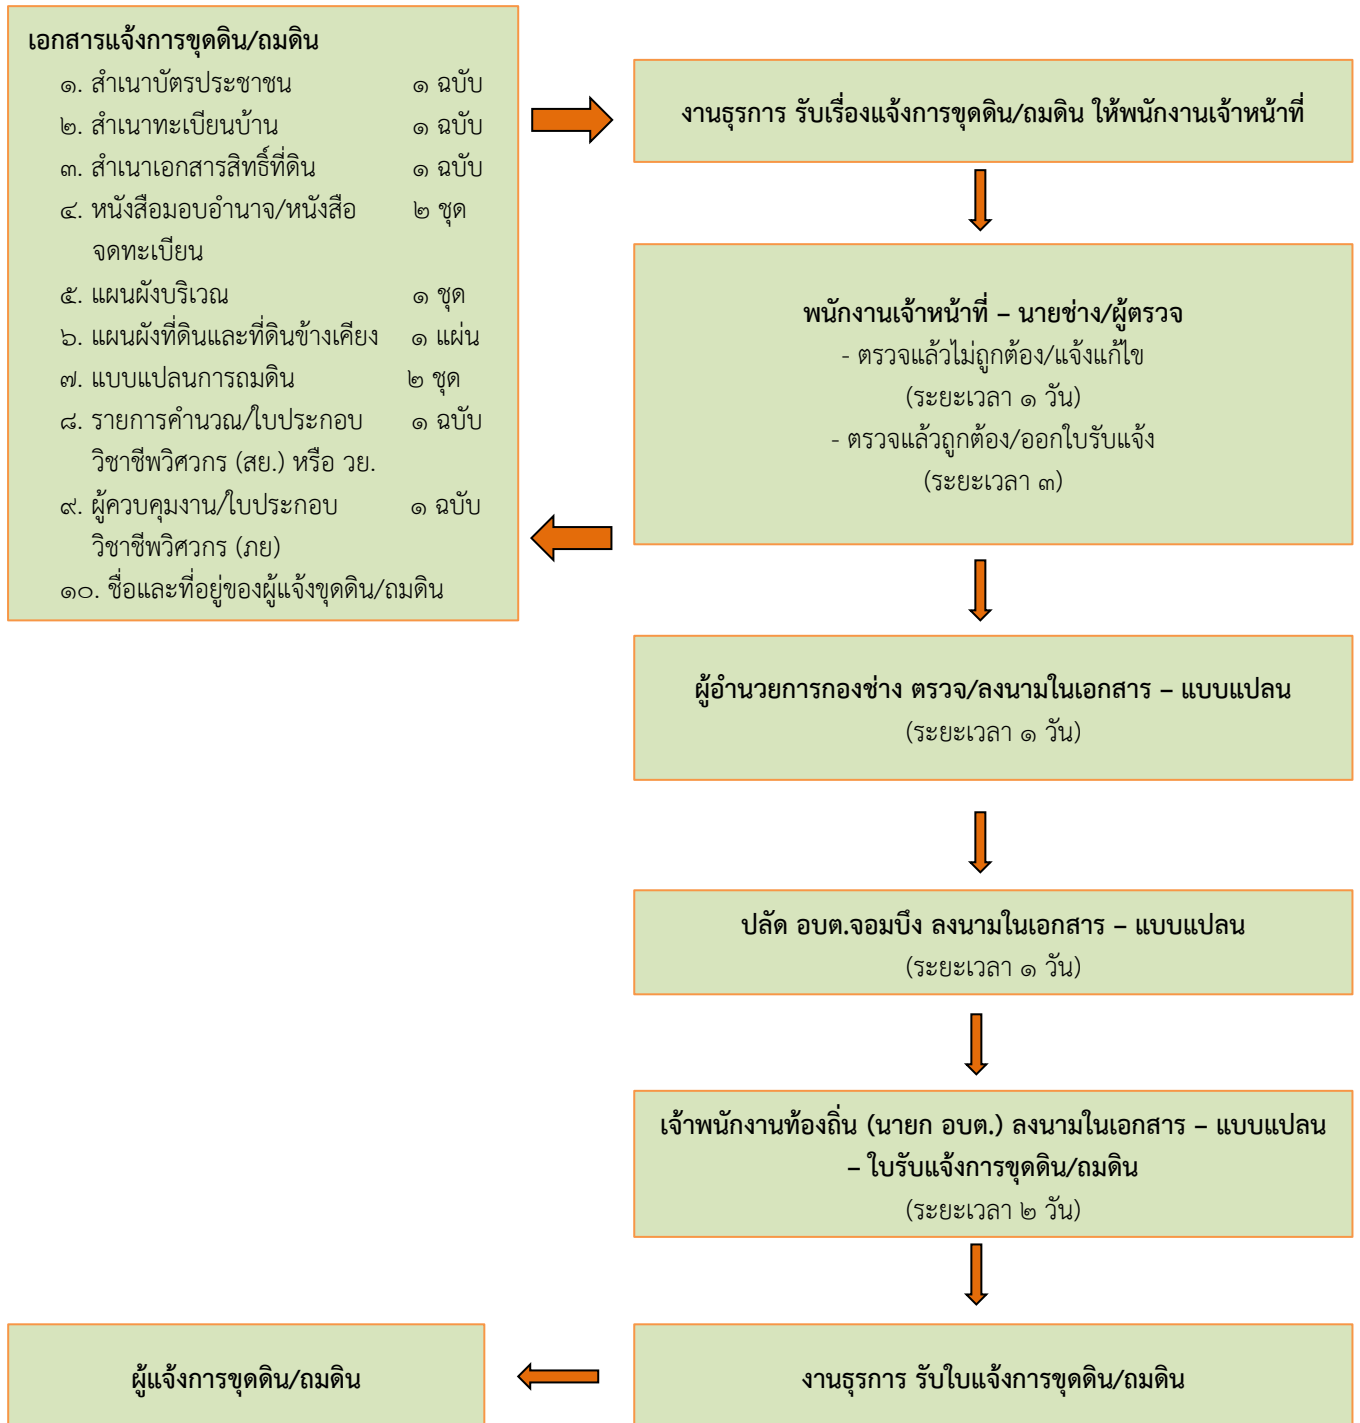 เอกสารแจ้งการขุดดิน/ถมดิน
๑. สำเนาบัตรประชาชน ๑ ฉบับ
๒. สำเนาทะเบียนบ้าน ๑ ฉบับ
๓. สำเนาเอกสารสิทธิ์ที่ดิน ๑ ฉบับ
๔. หนังสือมอบอำนาจ/หนังสือ ๒ ชุด
จดทะเบียน
๕. แผนผังบริเวณ ๑ ชุด
๖. แผนผังที่ดินและที่ดินข้างเคียง ๑ แผ่น
๗. แบบแปลนการถมดิน ๒ ชุด
๘. รายการคำนวณ/ใบประกอบ ๑ ฉบับ
วิชาชีพวิศวกร (สย.) หรือ วย.
๙. ผู้ควบคุมงาน/ใบประกอบ ๑ ฉบับ
วิชาชีพวิศวกร (ภย)
๑๐. ชื่อและที่อยู่ของผู้แจ้งขุดดิน/ถมดิน
งานธุรการ รับเรื่องแจ้งการขุดดิน/ถมดิน ให้พนักงานเจ้าหน้าที่
พนักงานเจ้าหน้าที่ – นายช่าง/ผู้ตรวจ
- ตรวจแล้วไม่ถูกต้อง/แจ้งแก้ไข
(ระยะเวลา ๑ วัน)
- ตรวจแล้วถูกต้อง/ออกใบรับแจ้ง
(ระยะเวลา ๓)
ผู้อำนวยการกองช่าง ตรวจ/ลงนามในเอกสาร – แบบแปลน
(ระยะเวลา ๑ วัน)
ปลัด อบต.จอมบึง ลงนามในเอกสาร – แบบแปลน
(ระยะเวลา ๑ วัน)
เจ้าพนักงานท้องถิ่น (นายก อบต.) ลงนามในเอกสาร – แบบแปลน
– ใบรับแจ้งการขุดดิน/ถมดิน
(ระยะเวลา ๒ วัน)
งานธุรการ รับใบแจ้งการขุดดิน/ถมดิน
ผู้แจ้งการขุดดิน/ถมดิน